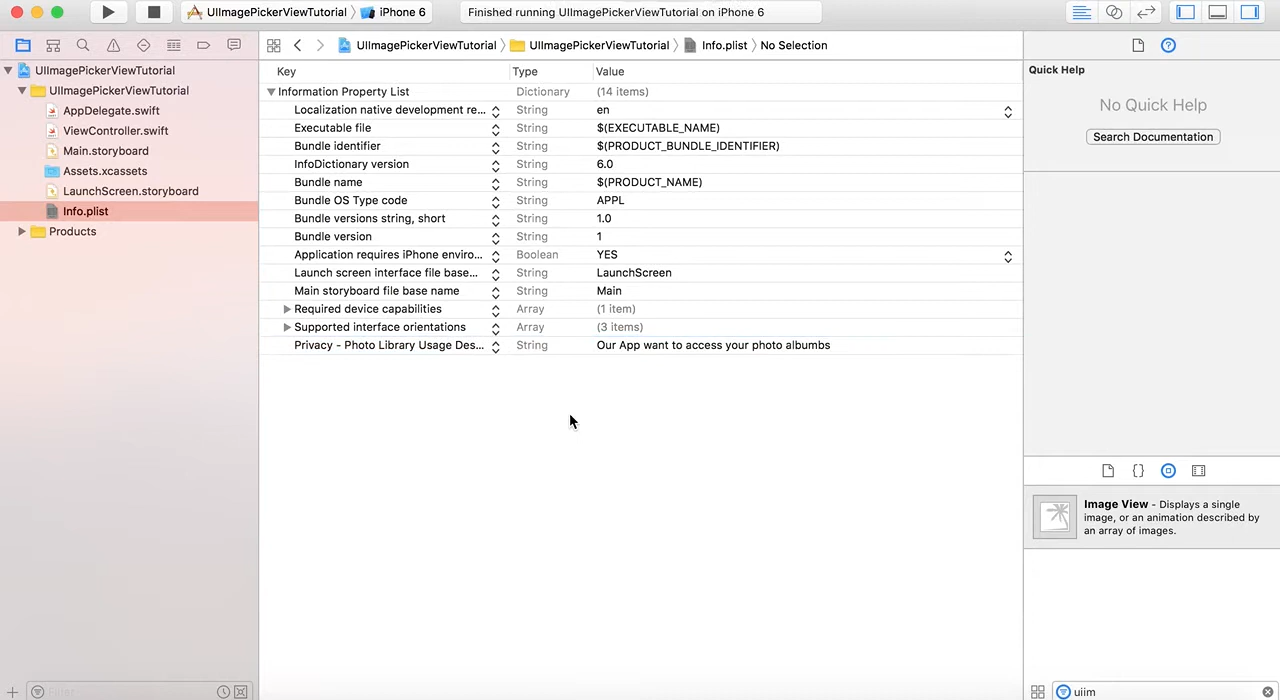 UIImagePickerViewTutorial
iPhone 6
Finished running UIImagePickerViewTutorial on iPhone 6
UIImagePickerViewTutorial
UIImagePickerViewTutorial
AppDelegate.swift
ViewController.swift
Main.storyboard
Assets.xcassets
LaunchScreen.storyboard
Info.plist
Products
Filter
UIImagePickerViewTutorial UIImagePickerViewTutorial Info.plist No Selection
Key Type Value
Information Property List Dictionary (14 items)
Localization native development re... String en
Executable file String $(EXECUTABLE_NAME)
Bundle identifier String $(PRODUCT_BUNDLE_IDENTIFIER)
InfoDictionary version String 6.0
Bundle name String $(PRODUCT_NAME)
Bundle OS Type code String APPL
Bundle versions string, short String 1.0
Bundle version String 1
Application requires iPhone enviro... Boolean YES
Launch screen interface file base... String LaunchScreen
Main storyboard file base name String Main
Required device capabilities Array (1 item)
Supported interface orientations Array (3 items)
Privacy - Photo Library Usage Des... String Our App want to access your photo albumbs
Quick Help
No Quick Help
Search Documentation
{}
Image View - Displays a single
image, or an animation described by
an array of images.
uiim